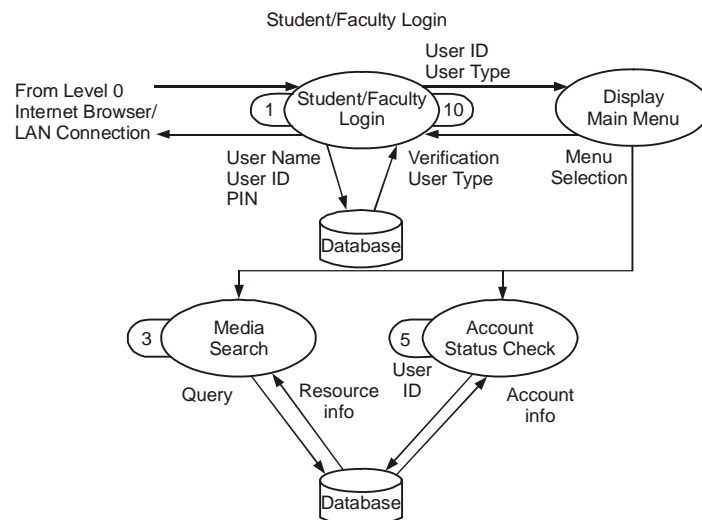 Student/Faculty Login
User ID
User Type
From Level 0
Internet Browser/
LAN Connection
1
Student/Faculty
Login
10
Display
Main Menu
User Name
User ID
PIN
Verification
User Type
Menu
Selection
Database
3
Media
Search
5
Account
Status Check
User
ID
Query
Resource
info
Account
info
Database